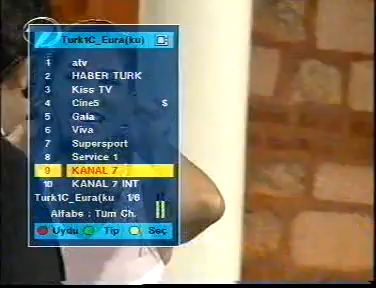 Turk1C_Eura(ku)
1 atv
2 HABER TURK
3 Kiss TV
4 Cine5 $
5 Gala
6 Viva
7 Supersport
8 Service 1
9 KANAL 7
10 KANAL 7 INT
Turk1C_Eura(ku 1/6
Alfabe : Tüm Ch.
Uydu Tip Seç